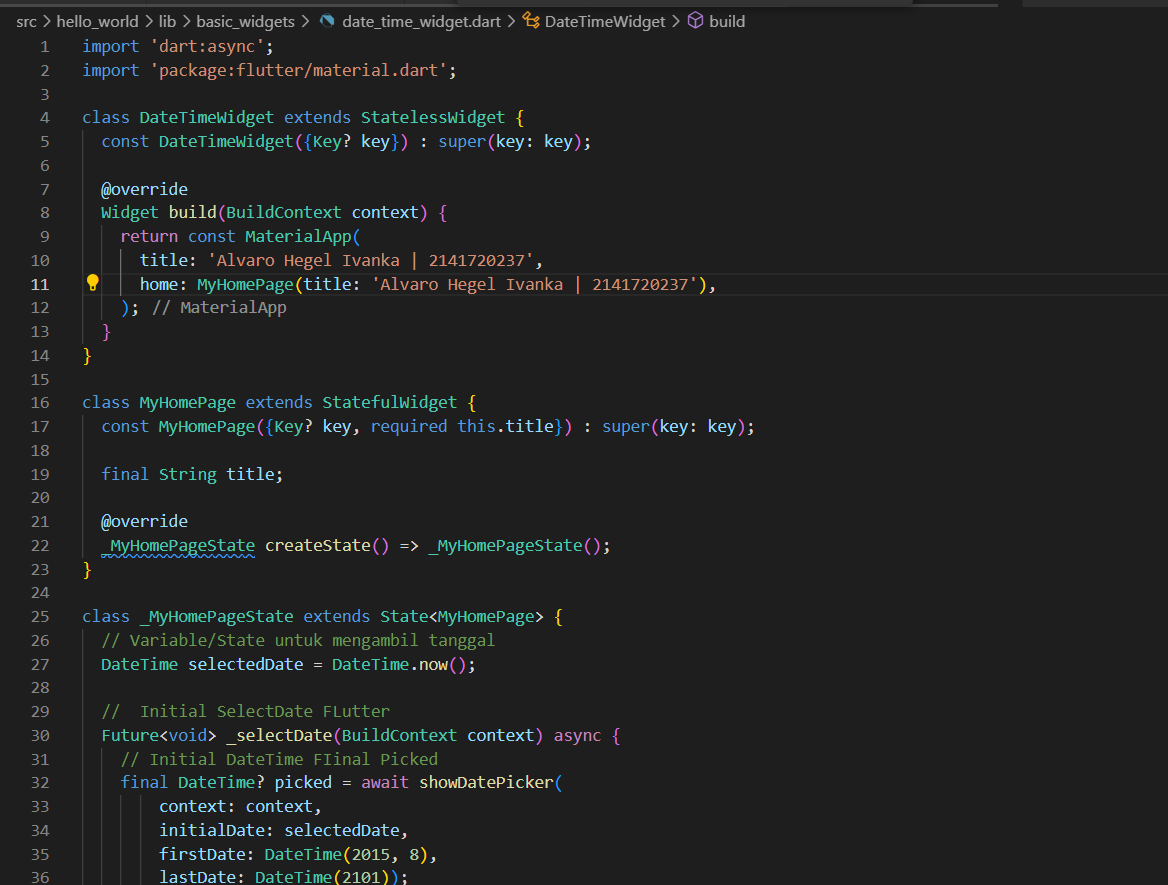 src > hello_world > lib > basic_widgets > date_time_widget.dart > DateTimeWidget > build
1 import 'dart:async';
2 import 'package:flutter/material.dart';
3
4 class DateTimeWidget extends StatelessWidget {
5 const DateTimeWidget({Key? key}) : super(key: key);
6
7 @override
8 Widget build(BuildContext context) {
9 return const MaterialApp(
10 title: 'Alvaro Hegel Ivanka | 2141720237',
11 home: MyHomePage(title: 'Alvaro Hegel Ivanka | 2141720237'),
12 ); // MaterialApp
13 }
14 }
15
16 class MyHomePage extends StatefulWidget {
17 const MyHomePage({Key? key, required this.title}) : super(key: key);
18
19 final String title;
20
21 @override
22 _MyHomePageState createState() => _MyHomePageState();
23 }
24
25 class _MyHomePageState extends State<MyHomePage> {
26 // Variable/State untuk mengambil tanggal
27 DateTime selectedDate = DateTime.now();
28
29 //  Initial SelectDate FLutter
30 Future<void> _selectDate(BuildContext context) async {
31 // Initial DateTime FIinal Picked
32 final DateTime? picked = await showDatePicker(
33 context: context,
34 initialDate: selectedDate,
35 firstDate: DateTime(2015, 8),
36 lastDate: DateTime(2101));